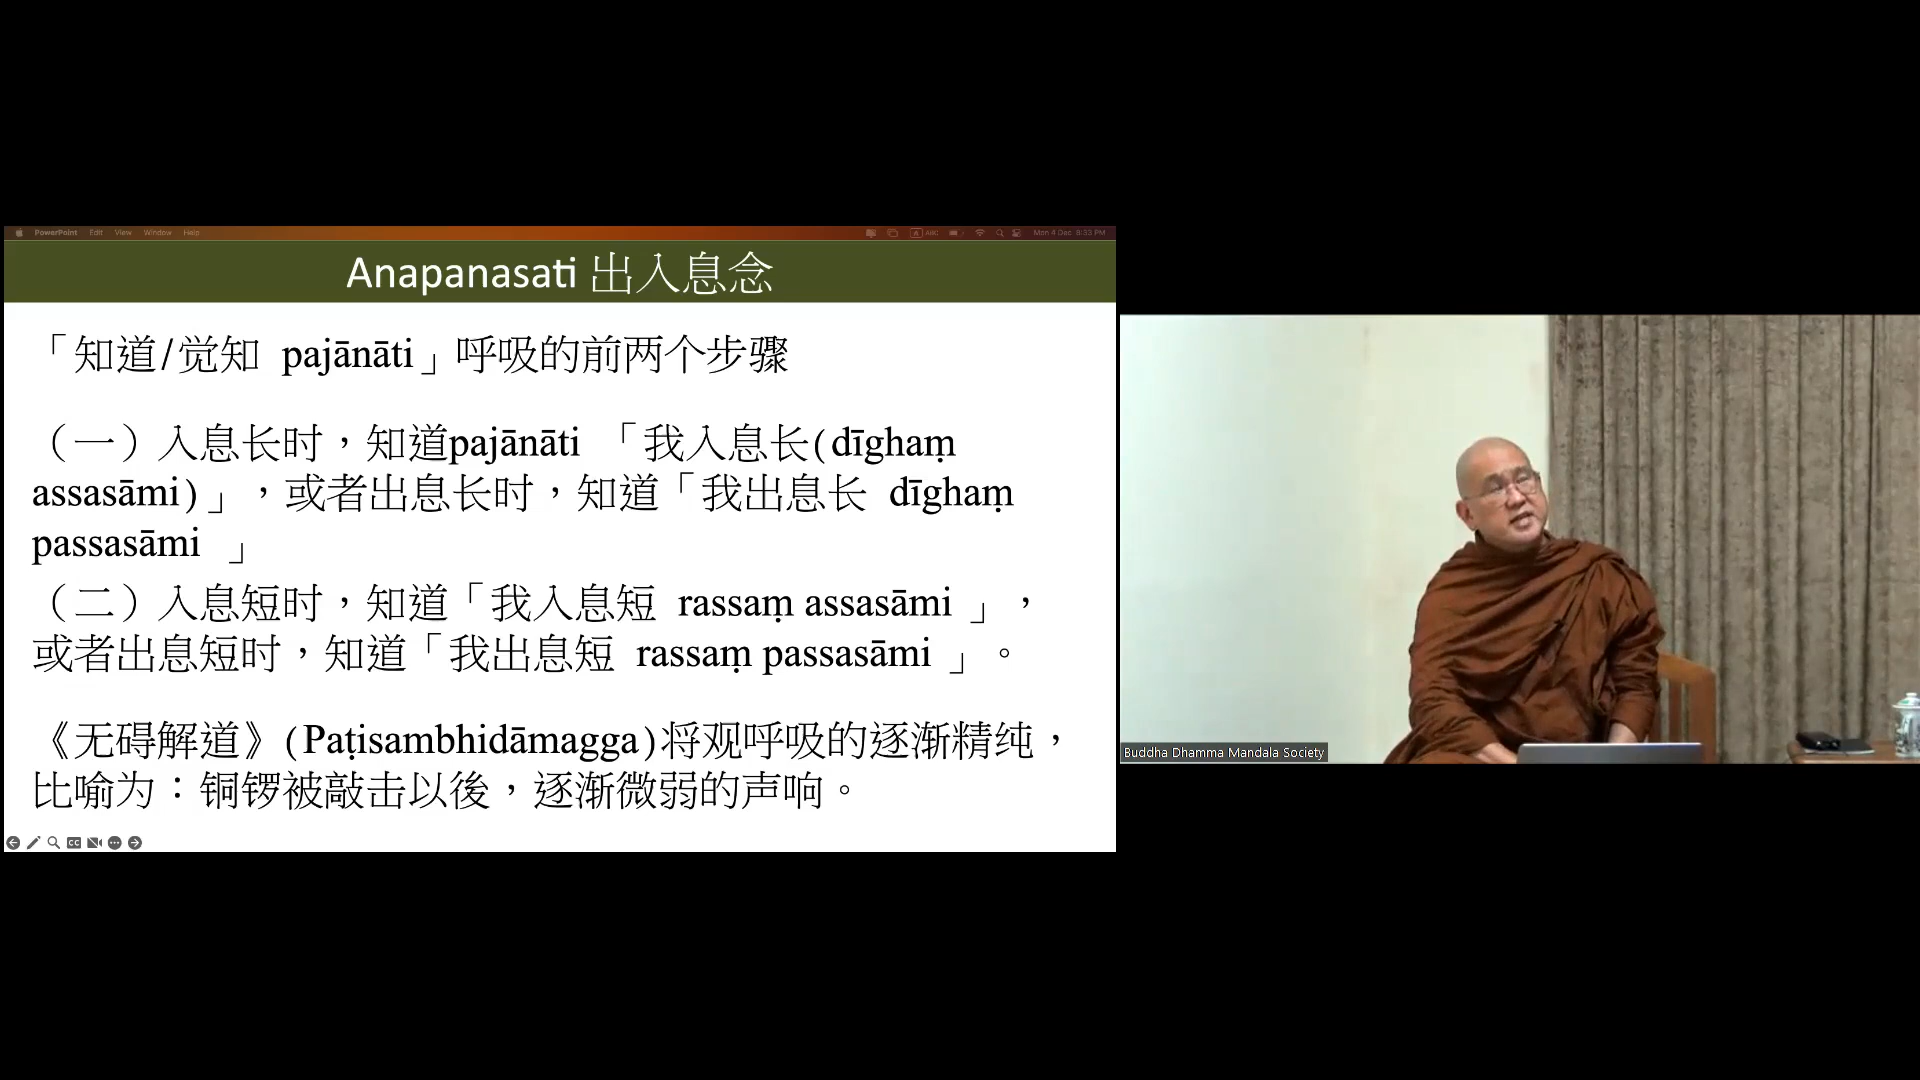 PowerPoint Edit View Window Help
Mon 4 Dec 8:33 PM
Anapanasati 出入息念
「知道/觉知 pajānāti」呼吸的前两个步骤
（一）入息长时，知道pajānāti 「我入息长(dīghaṃ
assasāmi)」，或者出息长时，知道「我出息长 dīghaṃ
passasāmi 」
（二）入息短时，知道「我入息短 rassaṃ assasāmi 」，
或者出息短时，知道「我出息短 rassaṃ passasāmi 」。
《无碍解道》(Paṭisambhidāmagga)将观呼吸的逐渐精纯，
比喻为：铜锣被敲击以後，逐渐微弱的声响。
Buddha Dhamma Mandala Society